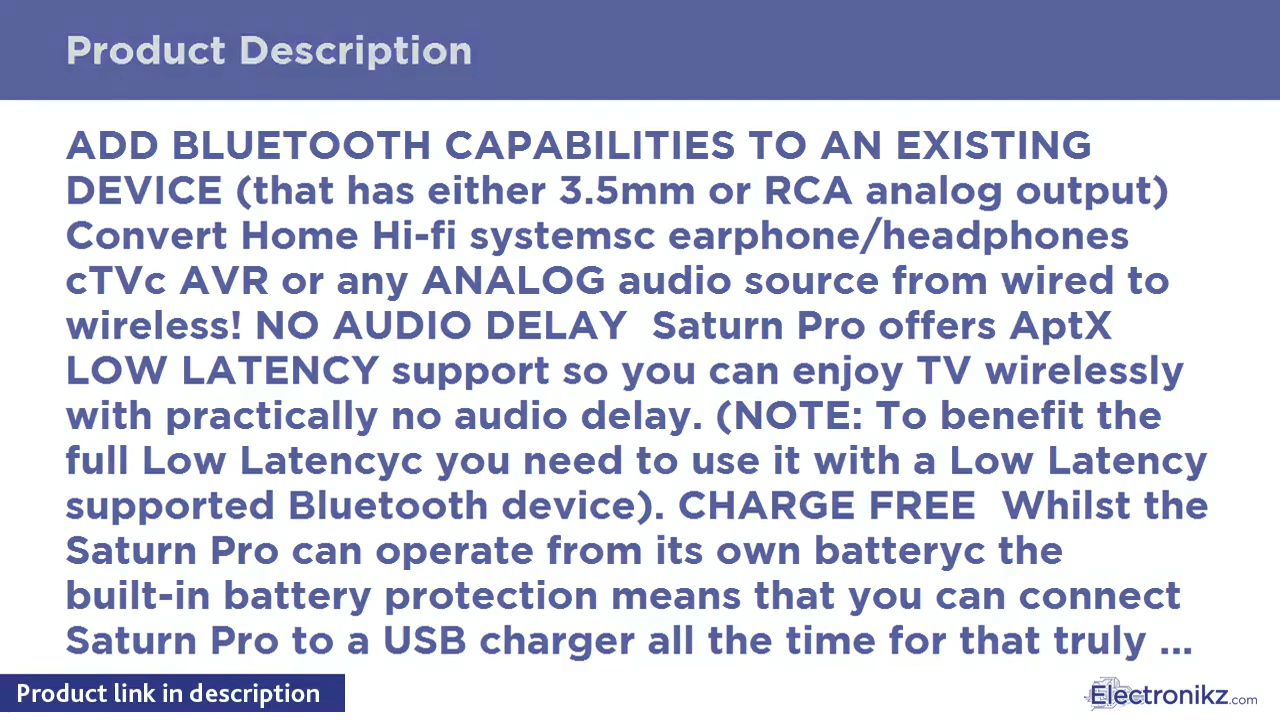 Product Description
ADD BLUETOOTH CAPABILITIES TO AN EXISTING
DEVICE (that has either 3.5mm or RCA analog output)
Convert Home Hi-fi systemsc earphone/headphones
cTVc AVR or any ANALOG audio source from wired to
wireless! NO AUDIO DELAY  Saturn Pro offers AptX
LOW LATENCY support so you can enjoy TV wirelessly
with practically no audio delay. (NOTE: To benefit the
full Low Latencyc you need to use it with a Low Latency
supported Bluetooth device). CHARGE FREE  Whilst the
Saturn Pro can operate from its own batteryc the
built-in battery protection means that you can connect
Saturn Pro to a USB charger all the time for that truly ...
Product link in description
Electronikz.com